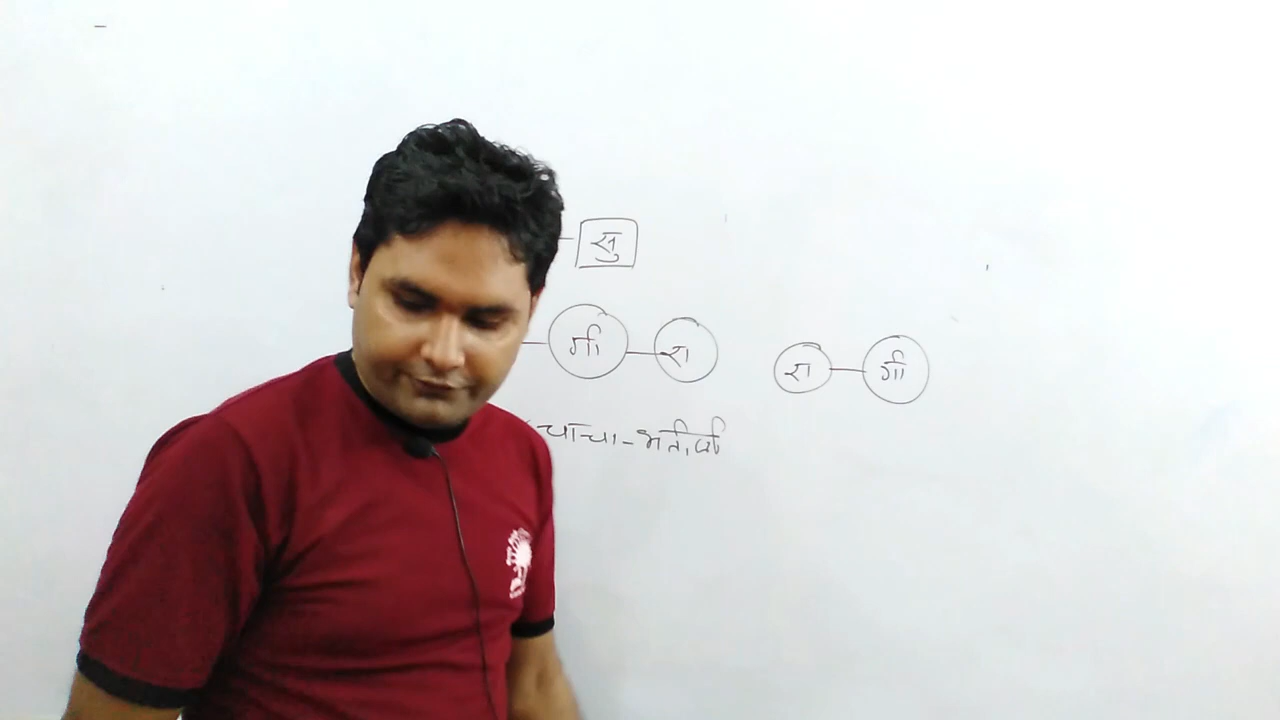 सु
गी रा रा गी
चाचा-भतीजी